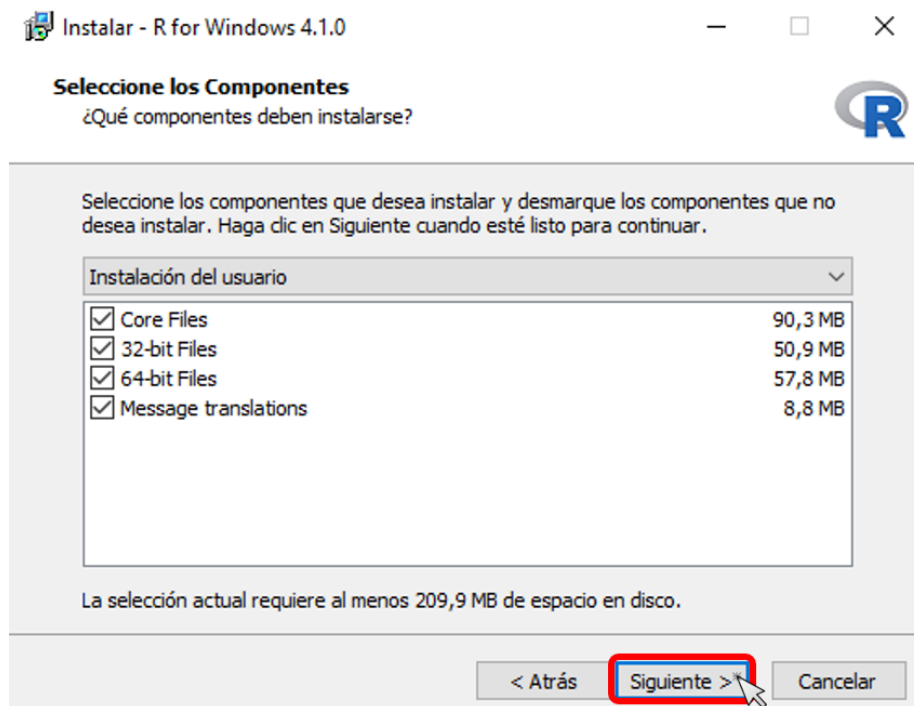 Instalar - R for Windows 4.1.0
Seleccione los Componentes
¿Qué componentes deben instalarse?
R
Seleccione los componentes que desea instalar y desmarque los componentes que no
desea instalar. Haga clic en Siguiente cuando esté listo para continuar.
Instalación del usuario
Core Files 90,3 MB
32-bit Files 50,9 MB
64-bit Files 57,8 MB
Message translations 8,8 MB
La selección actual requiere al menos 209,9 MB de espacio en disco.
< Atrás Siguiente > Cancelar